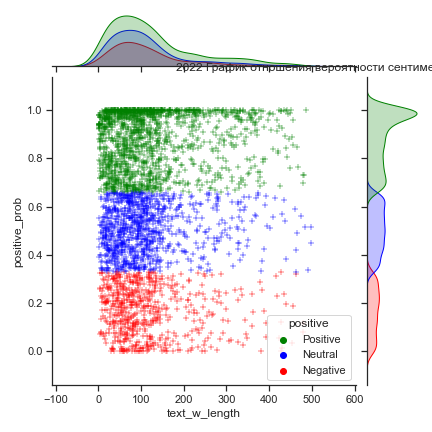 2022 График отншения вероятности сентиме
1.0
0.8
0.6
0.4
0.2
0.0
positive_prob
positive
Positive
Neutral
Negative
−100 0 100 200 300 400 500 600
text_w_length